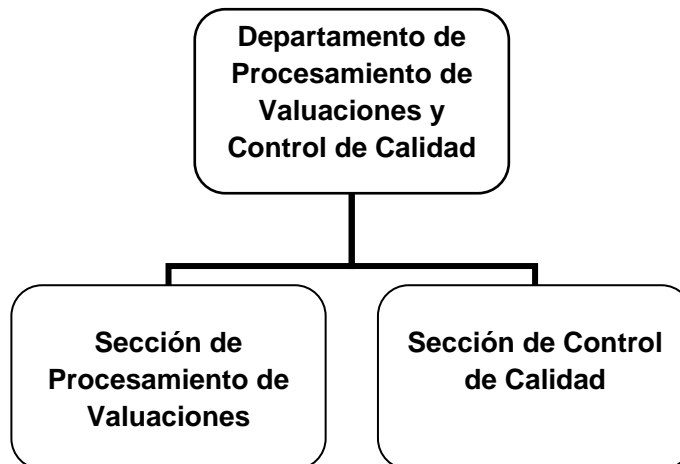 Departamento de
Procesamiento de
Valuaciones y
Control de Calidad
Sección de
Procesamiento de
Valuaciones
Sección de Control
de Calidad